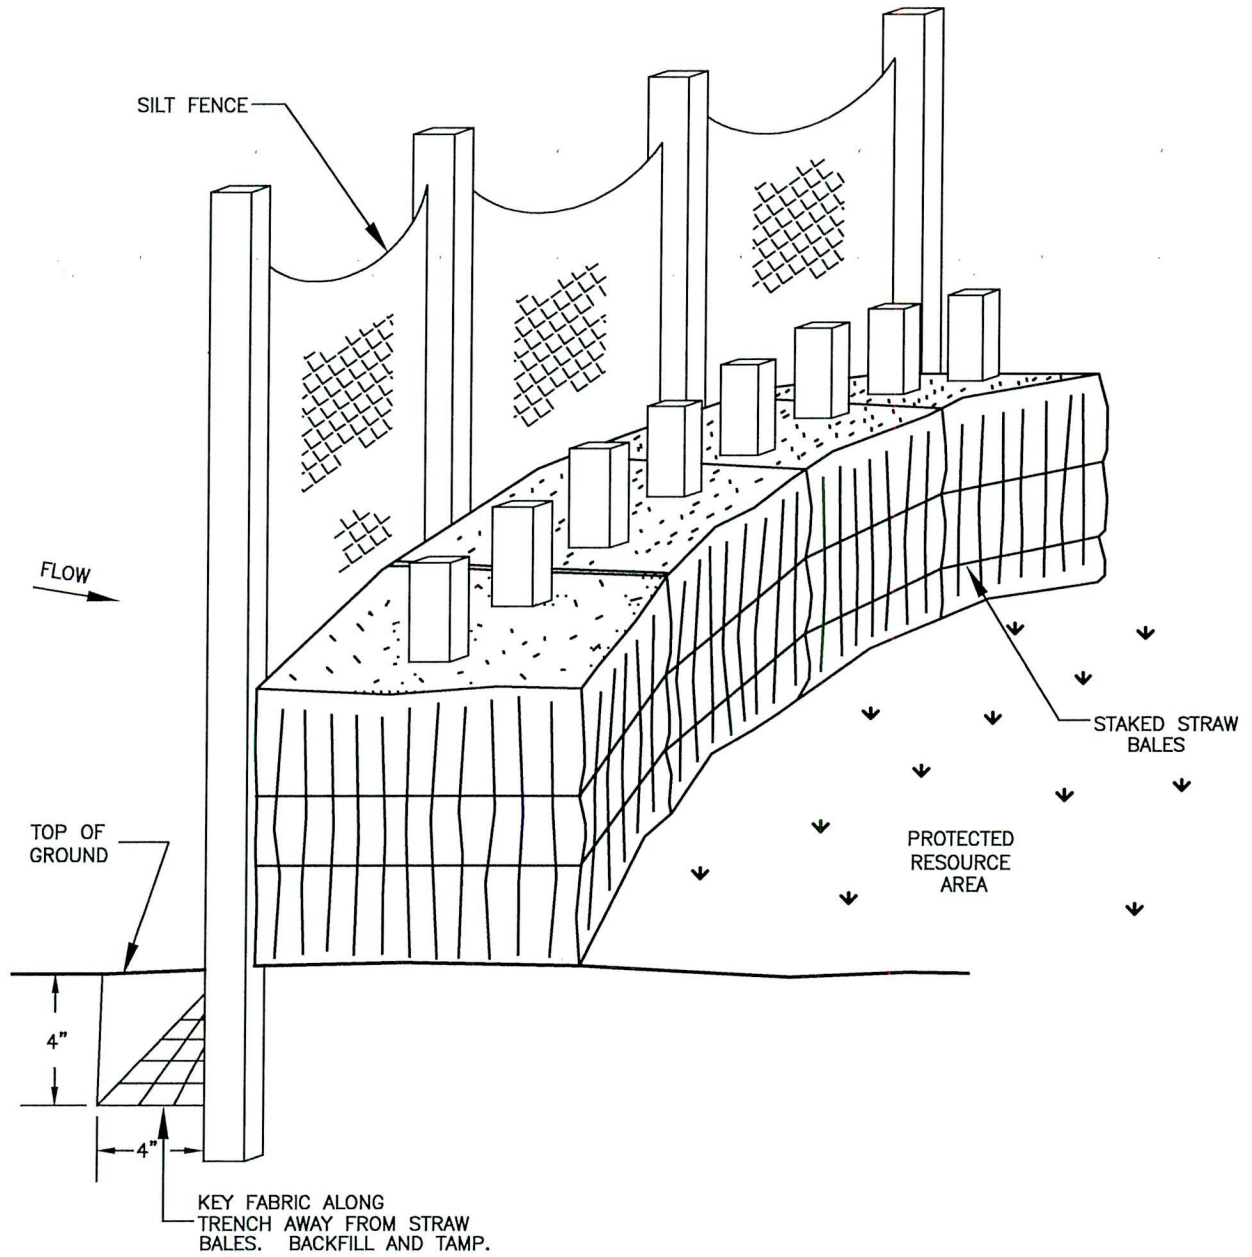 SILT FENCE
FLOW
STAKED STRAW
BALES
TOP OF
GROUND
PROTECTED
RESOURCE
AREA
4"
4"
KEY FABRIC ALONG
TRENCH AWAY FROM STRAW
BALES. BACKFILL AND TAMP.